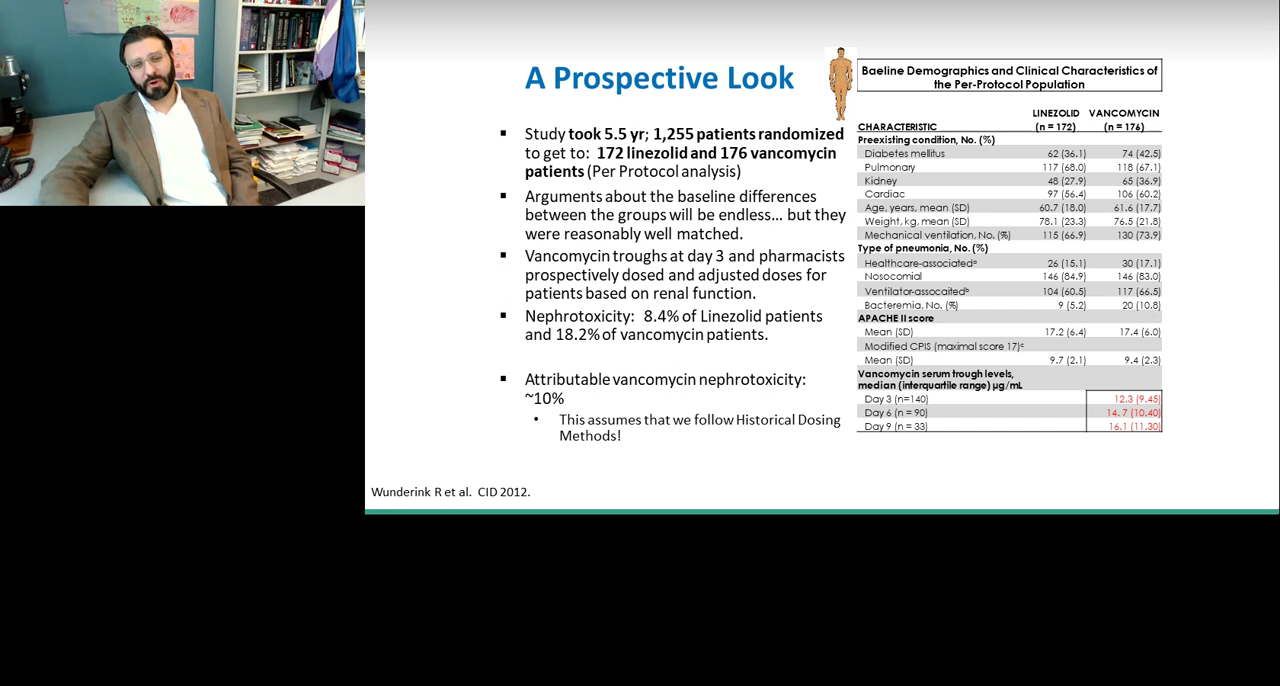 A Prospective Look
Study took 5.5 yr; 1,255 patients randomized
to get to: 172 linezolid and 176 vancomycin
patients (Per Protocol analysis)
Arguments about the baseline differences
between the groups will be endless... but they
were reasonably well matched.
Vancomycin troughs at day 3 and pharmacists
prospectively dosed and adjusted doses for
patients based on renal function.
Nephrotoxicity: 8.4% of Linezolid patients
and 18.2% of vancomycin patients.
Attributable vancomycin nephrotoxicity:
~10%
This assumes that we follow Historical Dosing
Methods!
Wunderink R et al. CID 2012.
Baeline Demographics and Clinical Characteristics of
the Per-Protocol Population
LINEZOLID VANCOMYCIN
CHARACTERISTIC (n = 172) (n = 176)
Preexisting condition, No. (%)
Diabetes mellitus 62 (36.1) 74 (42.5)
Pulmonary 117 (68.0) 118 (67.1)
Kidney 48 (27.9) 65 (36.9)
Cardiac 97 (56.4) 106 (60.2)
Age, years, mean (SD) 60.7 (18.0) 61.6 (17.7)
Weight, kg, mean (SD) 78.1 (23.3) 76.5 (21.8)
Mechanical ventilation, No. (%) 115 (66.9) 130 (73.9)
Type of pneumonia, No. (%)
Healthcare-associatedᵃ 26 (15.1) 30 (17.1)
Nosocomial 146 (84.9) 146 (83.0)
Ventilator-assocaitedᵇ 104 (60.5) 117 (66.5)
Bacteremia, No. (%) 9 (5.2) 20 (10.8)
APACHE II score
Mean (SD) 17.2 (6.4) 17.4 (6.0)
Modified CPIS (maximal score 17)ᶜ
Mean (SD) 9.7 (2.1) 9.4 (2.3)
Vancomycin serum trough levels,
median (interquartile range) µg/mL
Day 3 (n=140) 12.3 (9.45)
Day 6 (n = 90) 14. 7 (10.40)
Day 9 (n = 33) 16.1 (11.30)